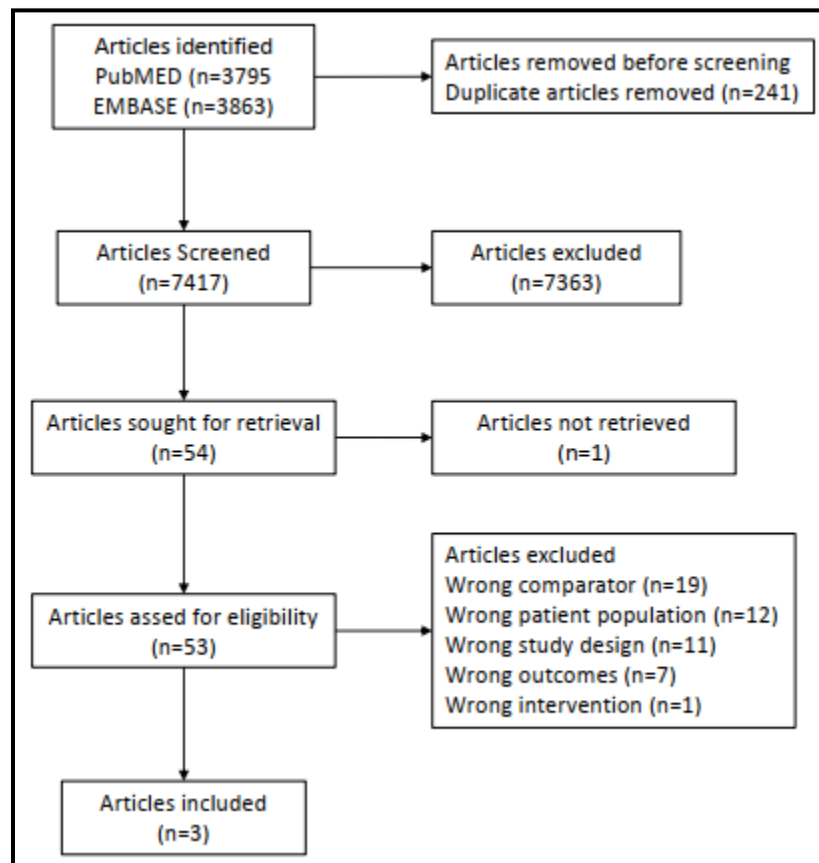 Articles identified
PubMED (n=3795
EMBASE (n=3863)
Articles removed before screening
Duplicate articles removed (n=241)
Articles Screened
(n=7417)
Articles excluded
(n=7363)
Articles sought for retrieval
(n=54)
Articles not retrieved
(n=1)
Articles assed for eligibility
(n=53)
Articles excluded
Wrong comparator (n=19)
Wrong patient population (n=12)
Wrong study design (n=11)
Wrong outcomes (n=7)
Wrong intervention (n=1)
Articles included
(n=3)